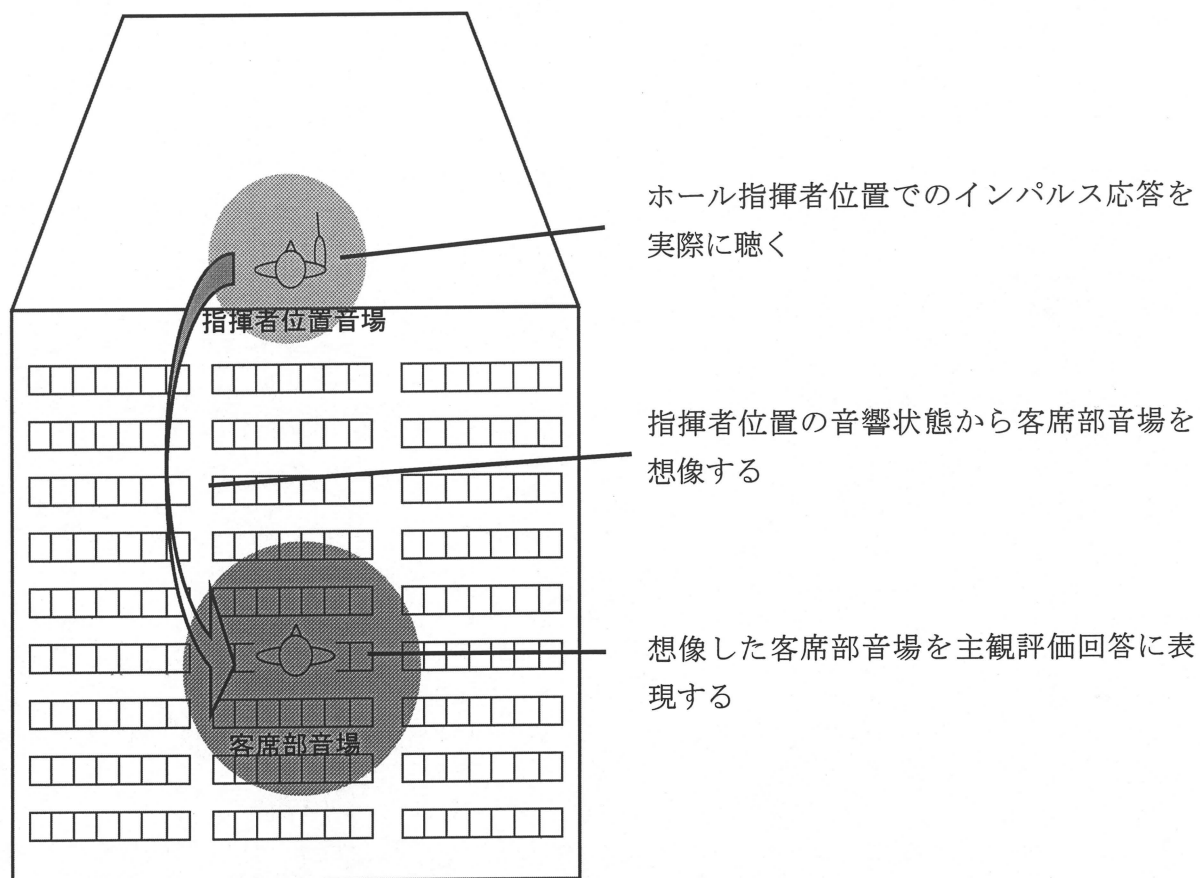 ホール指揮者位置でのインパルス応答を
実際に聴く
指揮者位置音場
指揮者位置の音響状態から客席部音場を
想像する
想像した客席部音場を主観評価回答に表
現する
客席部音場